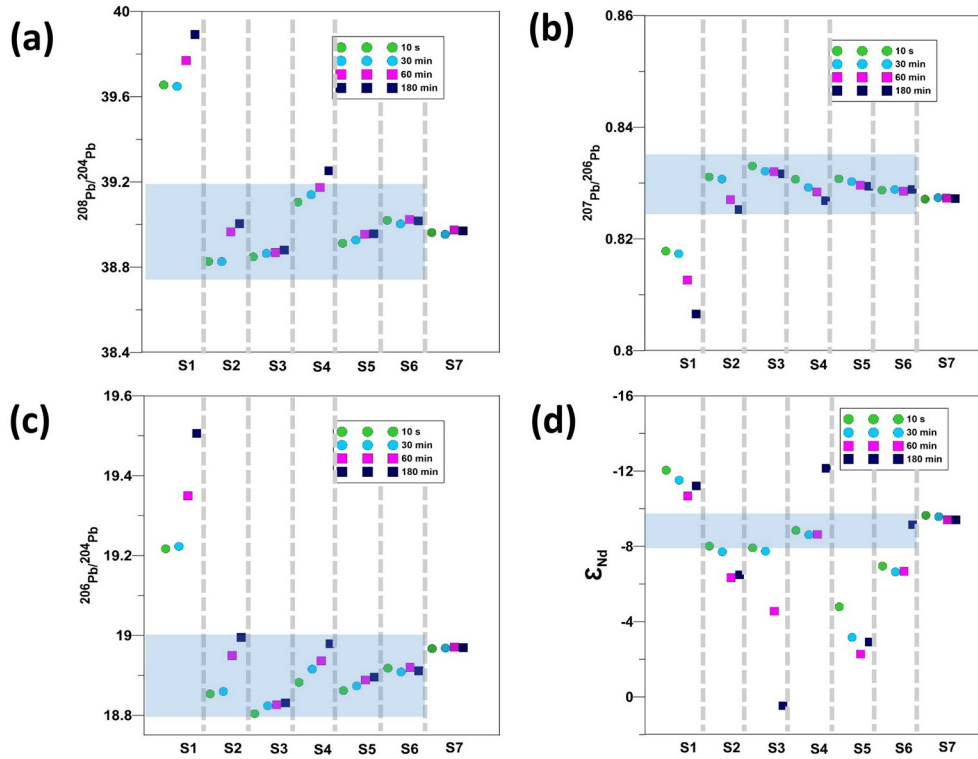 (a)
40
39.6
39.2
38.8
38.4
²⁰⁸Pb/²⁰⁴Pb
10 s
30 min
60 min
180 min
S1 S2 S3 S4 S5 S6 S7
(b)
0.86
0.84
0.82
0.8
²⁰⁷Pb/²⁰⁶Pb
10 s
30 min
60 min
180 min
S1 S2 S3 S4 S5 S6 S7
(c)
19.6
19.4
19.2
19
18.8
²⁰⁶Pb/²⁰⁴Pb
10 s
30 min
60 min
180 min
S1 S2 S3 S4 S5 S6 S7
(d)
-16
-12
-8
-4
0
εNd
10 s
30 min
60 min
180 min
S1 S2 S3 S4 S5 S6 S7